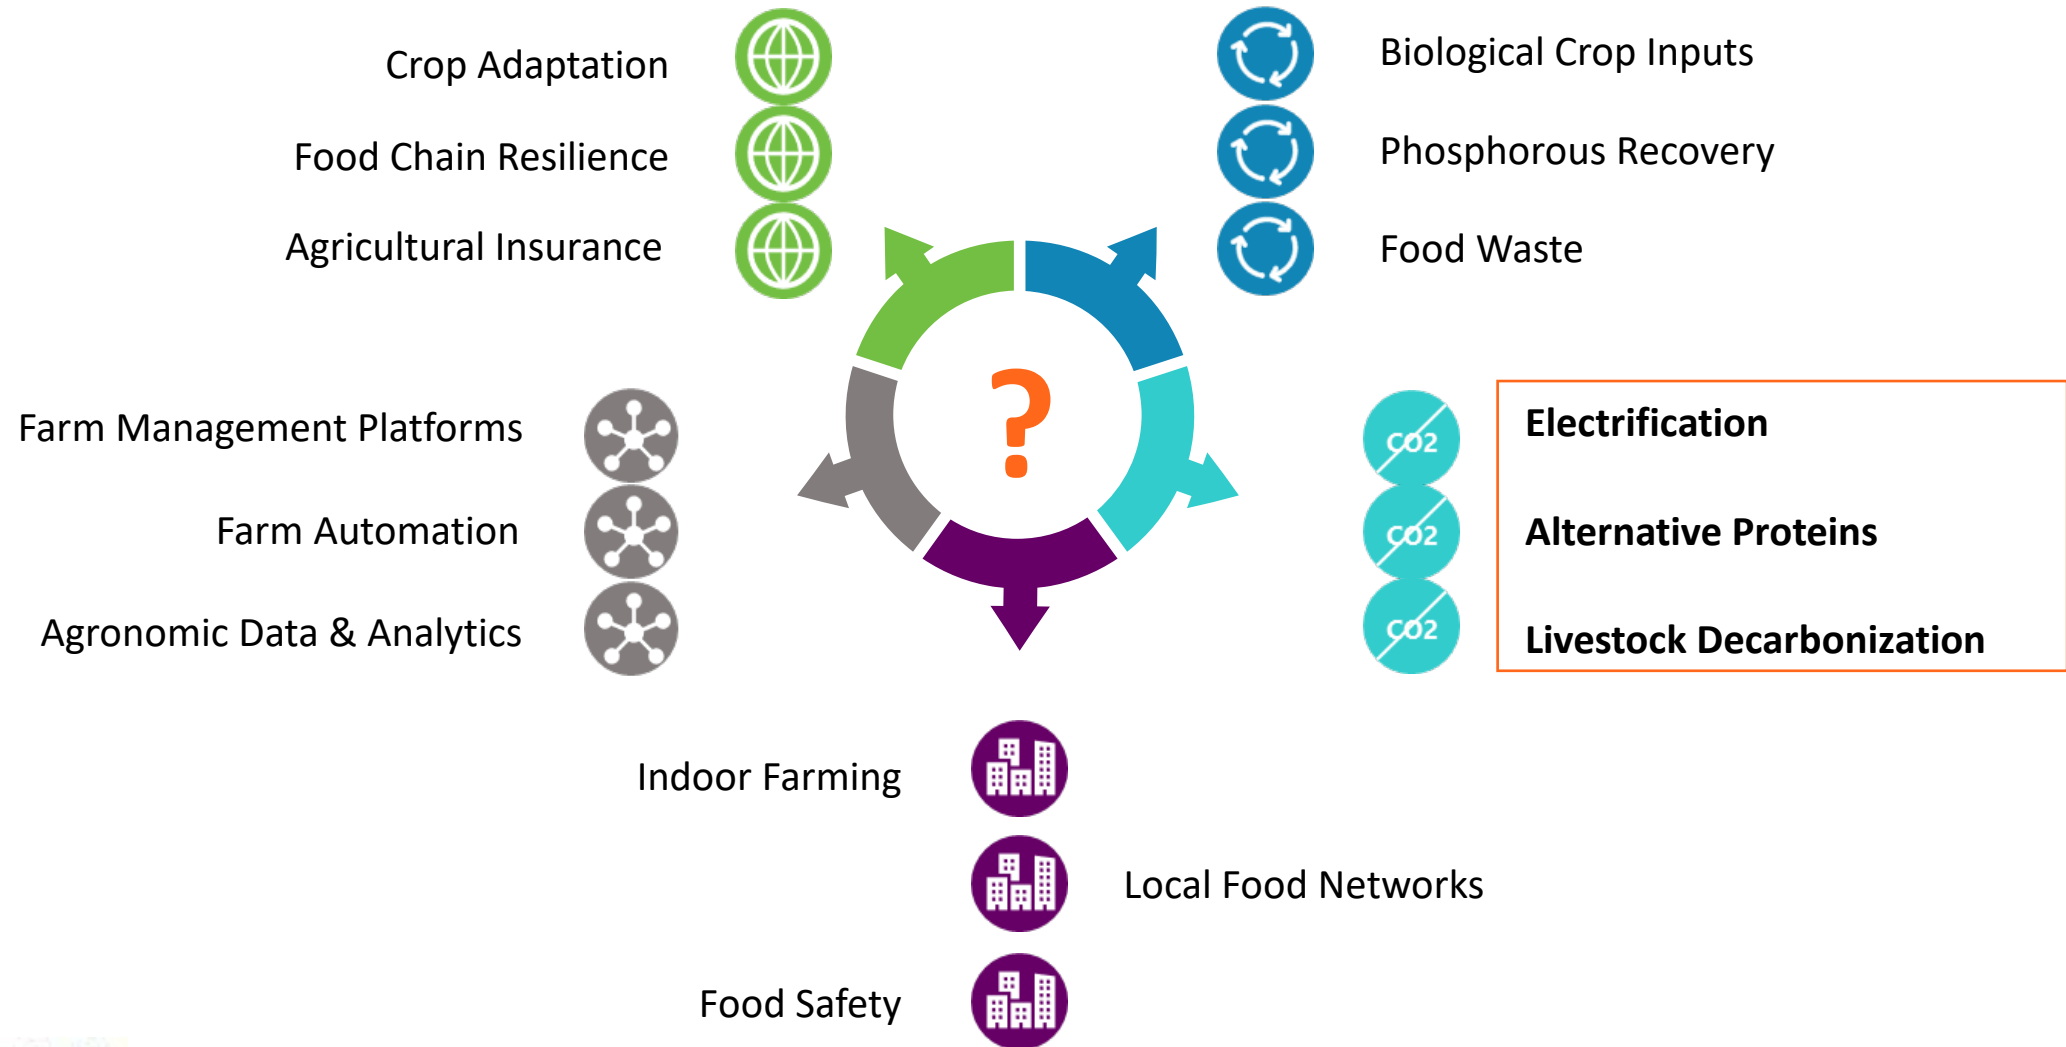 Crop Adaptation
Food Chain Resilience
Agricultural Insurance
Biological Crop Inputs
Phosphorous Recovery
Food Waste
?
Farm Management Platforms
Farm Automation
Agronomic Data & Analytics
CO2
Electrification
CO2
Alternative Proteins
CO2
Livestock Decarbonization
Indoor Farming
Local Food Networks
Food Safety